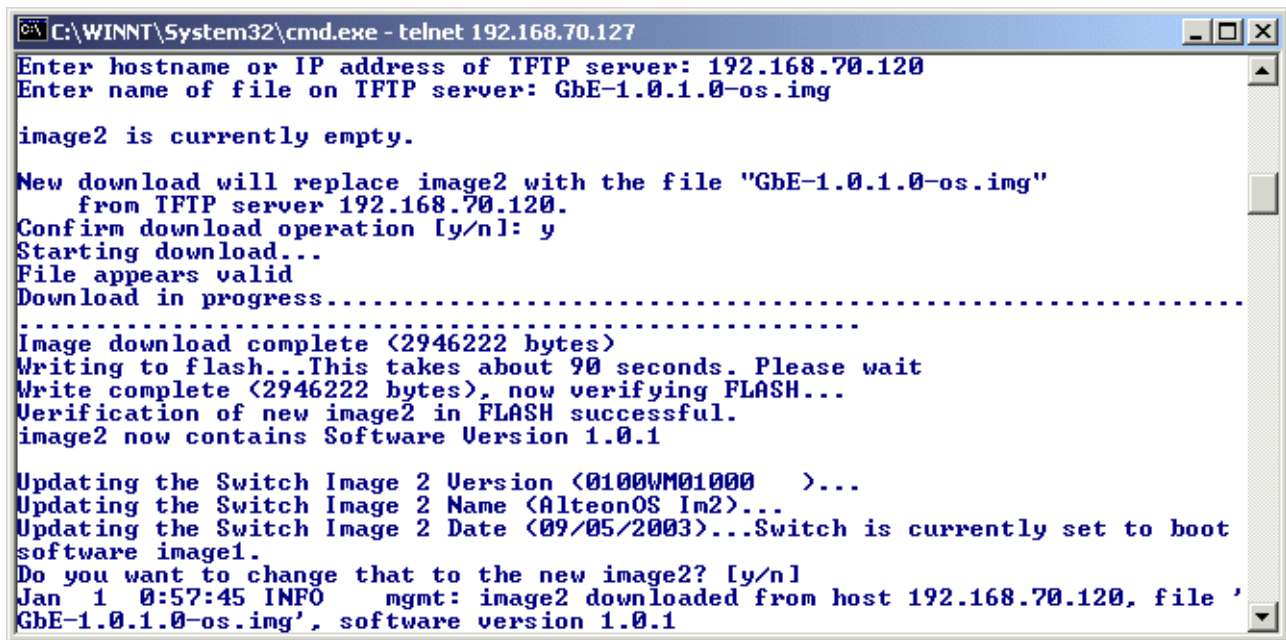 C:\WINNT\System32\cmd.exe - telnet 192.168.70.127
Enter hostname or IP address of TFTP server: 192.168.70.120
Enter name of file on TFTP server: GbE-1.0.1.0-os.img
image2 is currently empty.
New download will replace image2 with the file "GbE-1.0.1.0-os.img"
from TFTP server 192.168.70.120.
Confirm download operation [y/n]: y
Starting download...
File appears valid
Download in progress.............................................................
........................................................
Image download complete (2946222 bytes)
Writing to flash...This takes about 90 seconds. Please wait
Write complete (2946222 bytes), now verifying FLASH...
Verification of new image2 in FLASH successful.
image2 now contains Software Version 1.0.1
Updating the Switch Image 2 Version (0100WM01000   )...
Updating the Switch Image 2 Name (AlteonOS Im2)...
Updating the Switch Image 2 Date (09/05/2003)...Switch is currently set to boot
software image1.
Do you want to change that to the new image2? [y/n]
Jan  1  0:57:45 INFO    mgmt: image2 downloaded from host 192.168.70.120, file '
GbE-1.0.1.0-os.img', software version 1.0.1